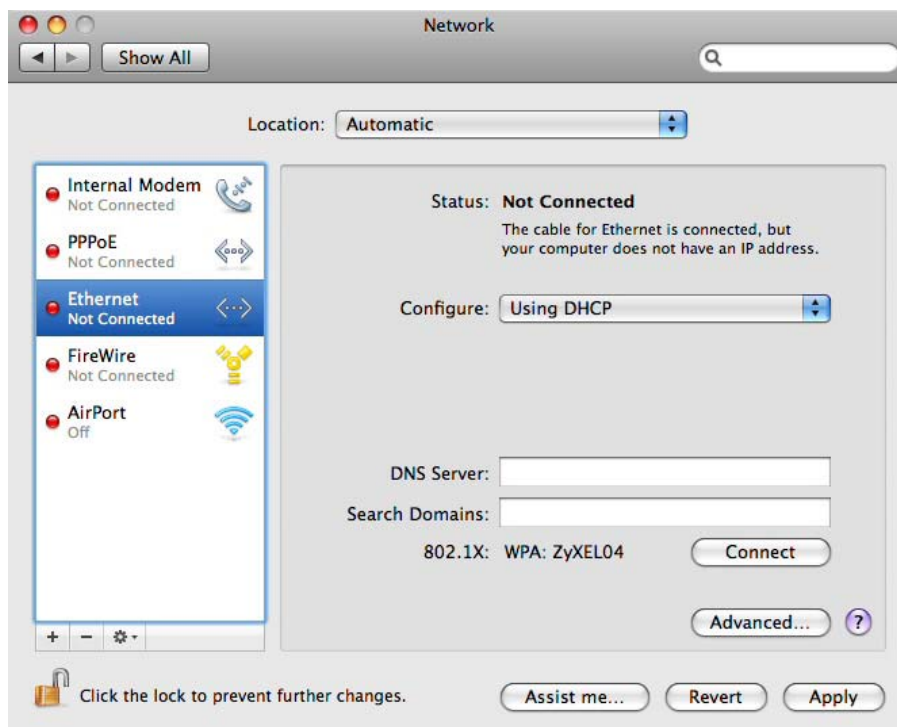 Network
Show All
Location: Automatic
Internal Modem
Not Connected
PPPoE
Not Connected
Ethernet
Not Connected
FireWire
Not Connected
AirPort
Off
Status: Not Connected
The cable for Ethernet is connected, but
your computer does not have an IP address.
Configure: Using DHCP
DNS Server:
Search Domains:
802.1X: WPA: ZyXEL04 Connect
Advanced... ?
Click the lock to prevent further changes.
Assist me... Revert Apply